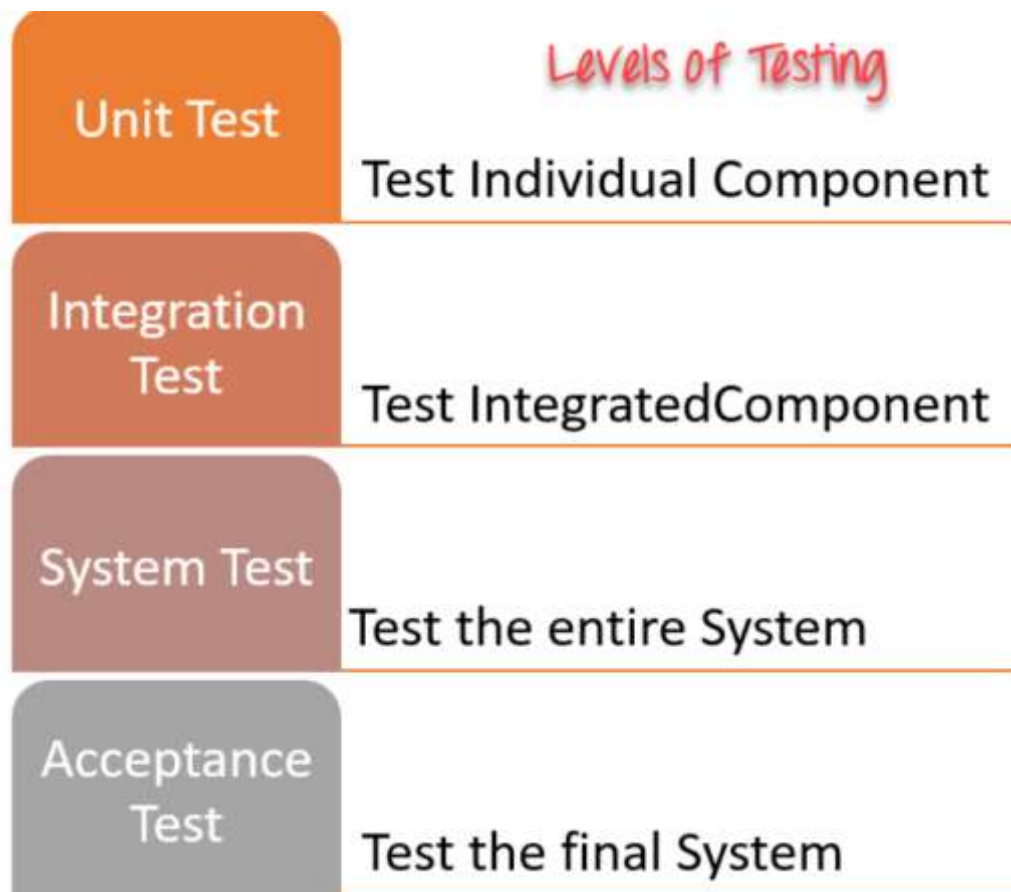 Levels of Testing
Unit Test
Test Individual Component
Integration
Test
Test IntegratedComponent
System Test
Test the entire System
Acceptance
Test
Test the final System